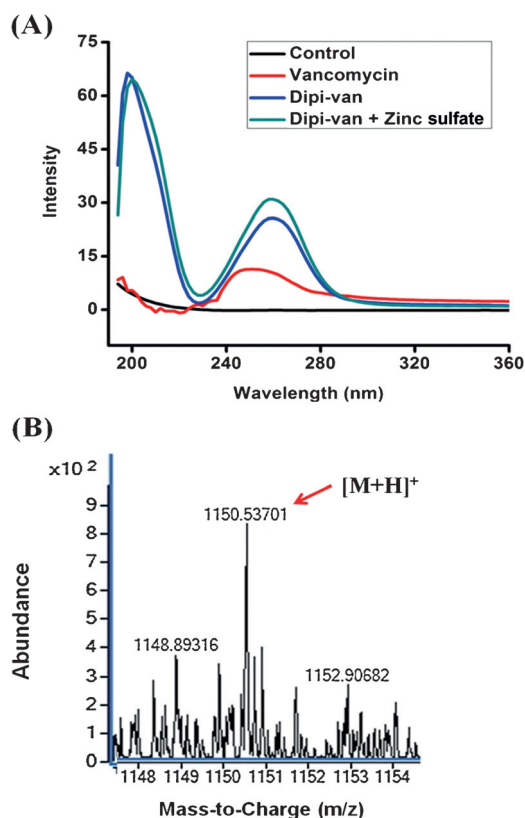 (A)
75
60
45
30
15
0
Intensity
Control
Vancomycin
Dipi-van
Dipi-van + Zinc sulfate
200 240 280 320 360
Wavelength (nm)
(B)
x10 2
9
8
7
6
5
4
3
2
1
0
Abundance
[M+H]+
1150.53701
1148.89316
1152.90682
1148 1149 1150 1151 1152 1153 1154
Mass-to-Charge (m/z)